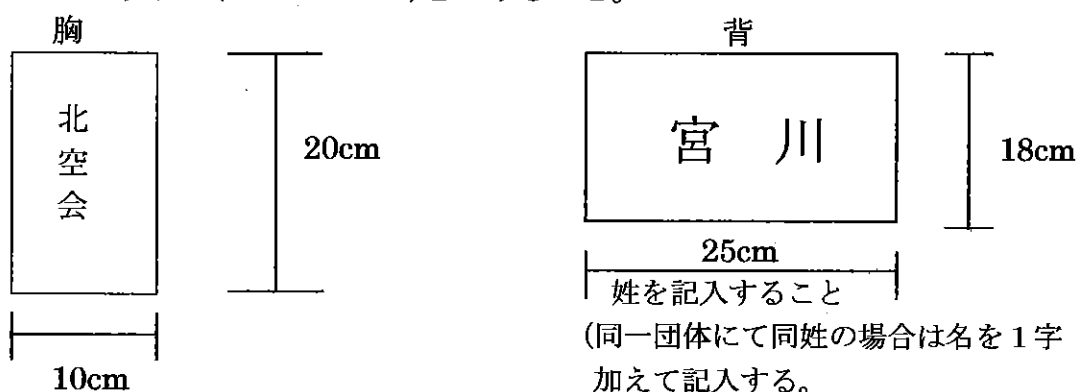 胸
北空会
20cm
10cm
背
宮 川
18cm
25cm
姓を記入すること
(同一団体にて同姓の場合は名を1字
加えて記入する。